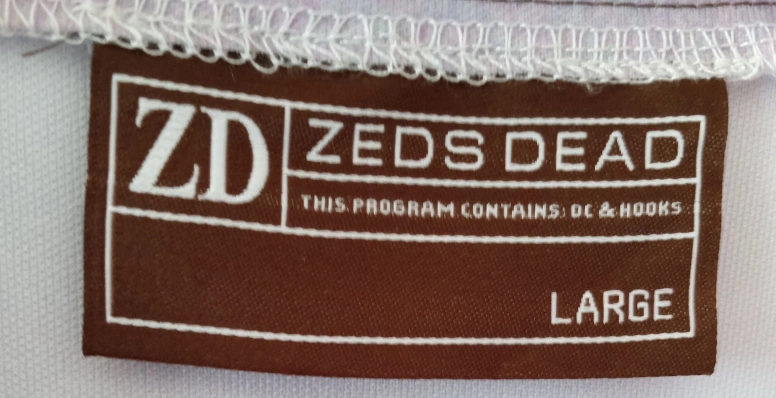 ZD
ZEDS DEAD
THIS PROGRAM CONTAINS: DC & HOOKS
LARGE